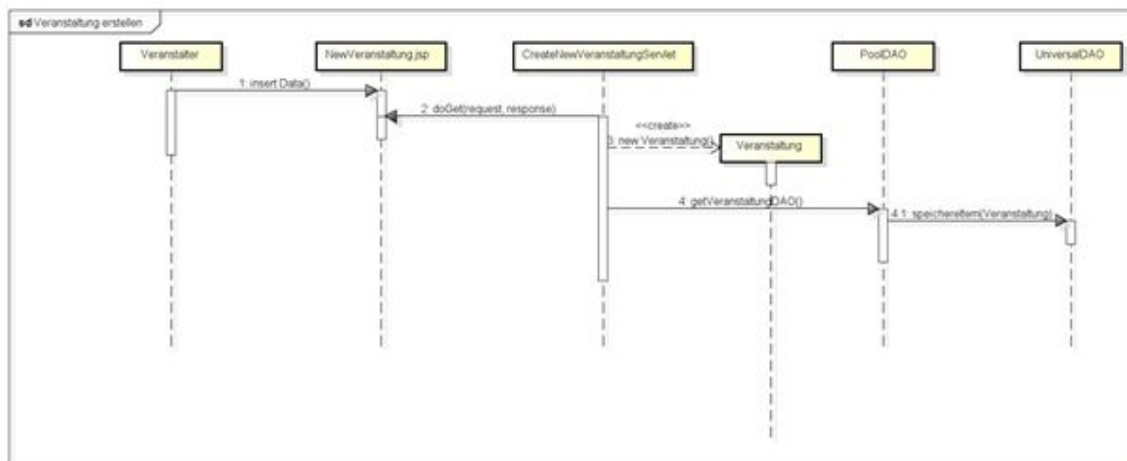 sd Veranstaltung erstellen
Veranstalter
NewVeranstaltung.jsp
CreateNewVeranstaltungServlet
PoolDAO
UniversalDAO
1: insert Data()
2: doGet(request, response)
<<create>>
3: new Veranstaltung()
Veranstaltung
4: getVeranstaltungDAO()
4.1: speichereItem(Veranstaltung)